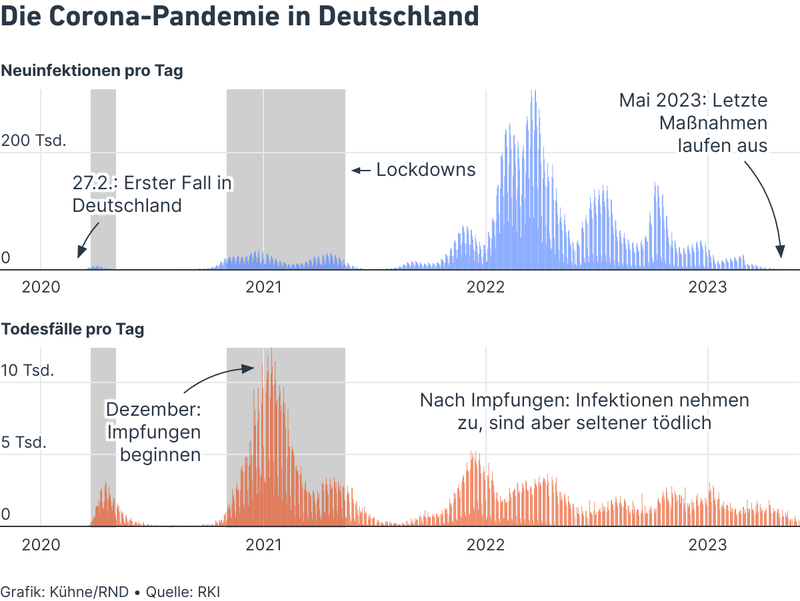 Die Corona-Pandemie in Deutschland
Neuinfektionen pro Tag
200 Tsd.
0
27.2.: Erster Fall in
Deutschland
Lockdowns
Mai 2023: Letzte
Maßnahmen
laufen aus
2020 2021 2022 2023
Todesfälle pro Tag
10 Tsd.
5 Tsd.
0
Dezember:
Impfungen
beginnen
Nach Impfungen: Infektionen nehmen
zu, sind aber seltener tödlich
2020 2021 2022 2023
Grafik: Kühne/RND • Quelle: RKI